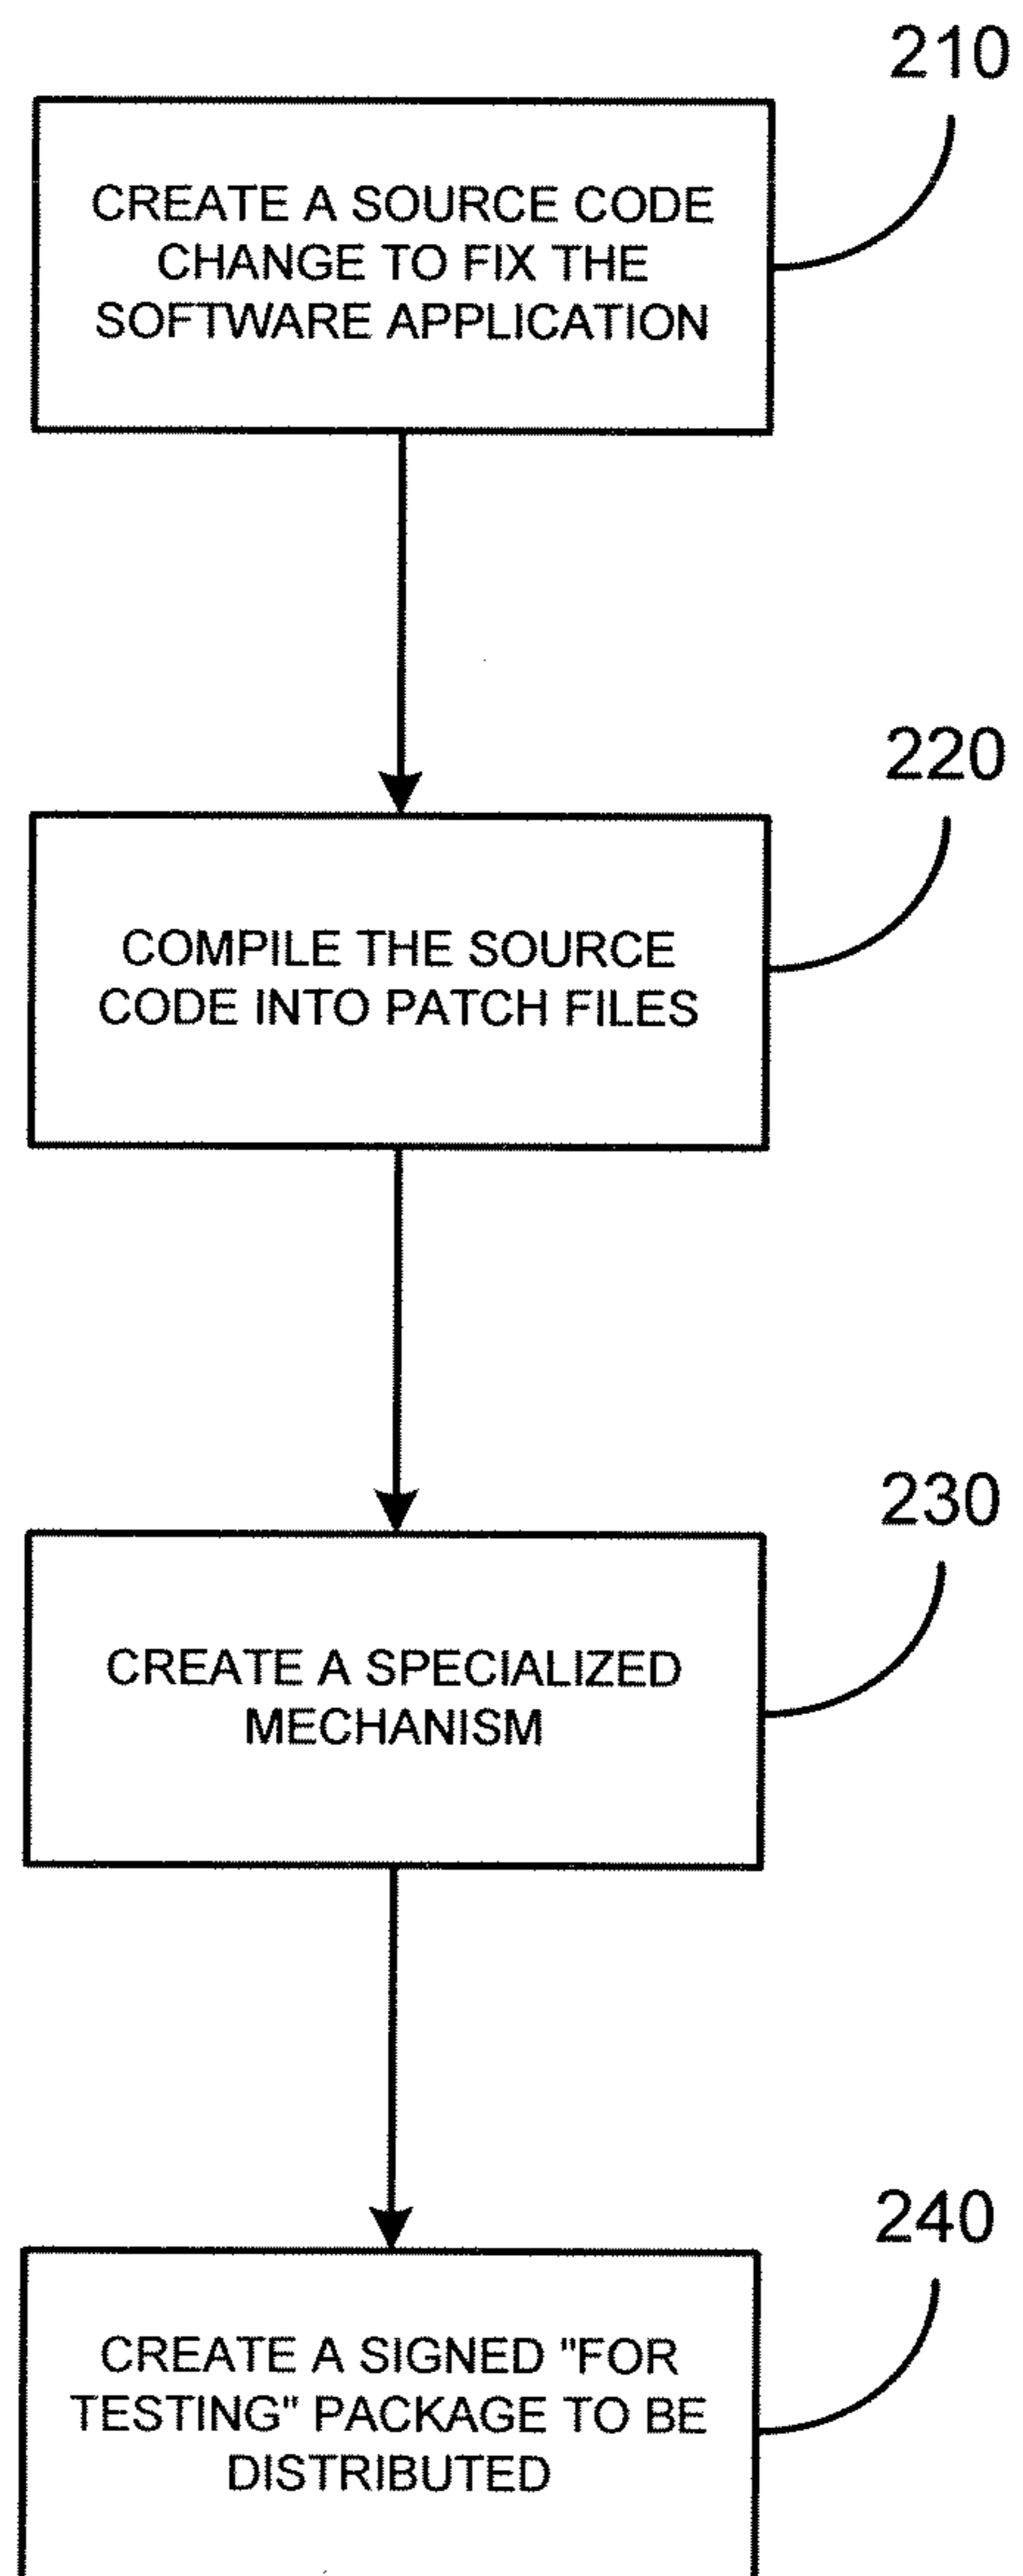 210
CREATE A SOURCE CODE
CHANGE TO FIX THE
SOFTWARE APPLICATION
220
COMPILE THE SOURCE
CODE INTO PATCH FILES
230
CREATE A SPECIALIZED
MECHANISM
240
CREATE A SIGNED "FOR
TESTING" PACKAGE TO BE
DISTRIBUTED